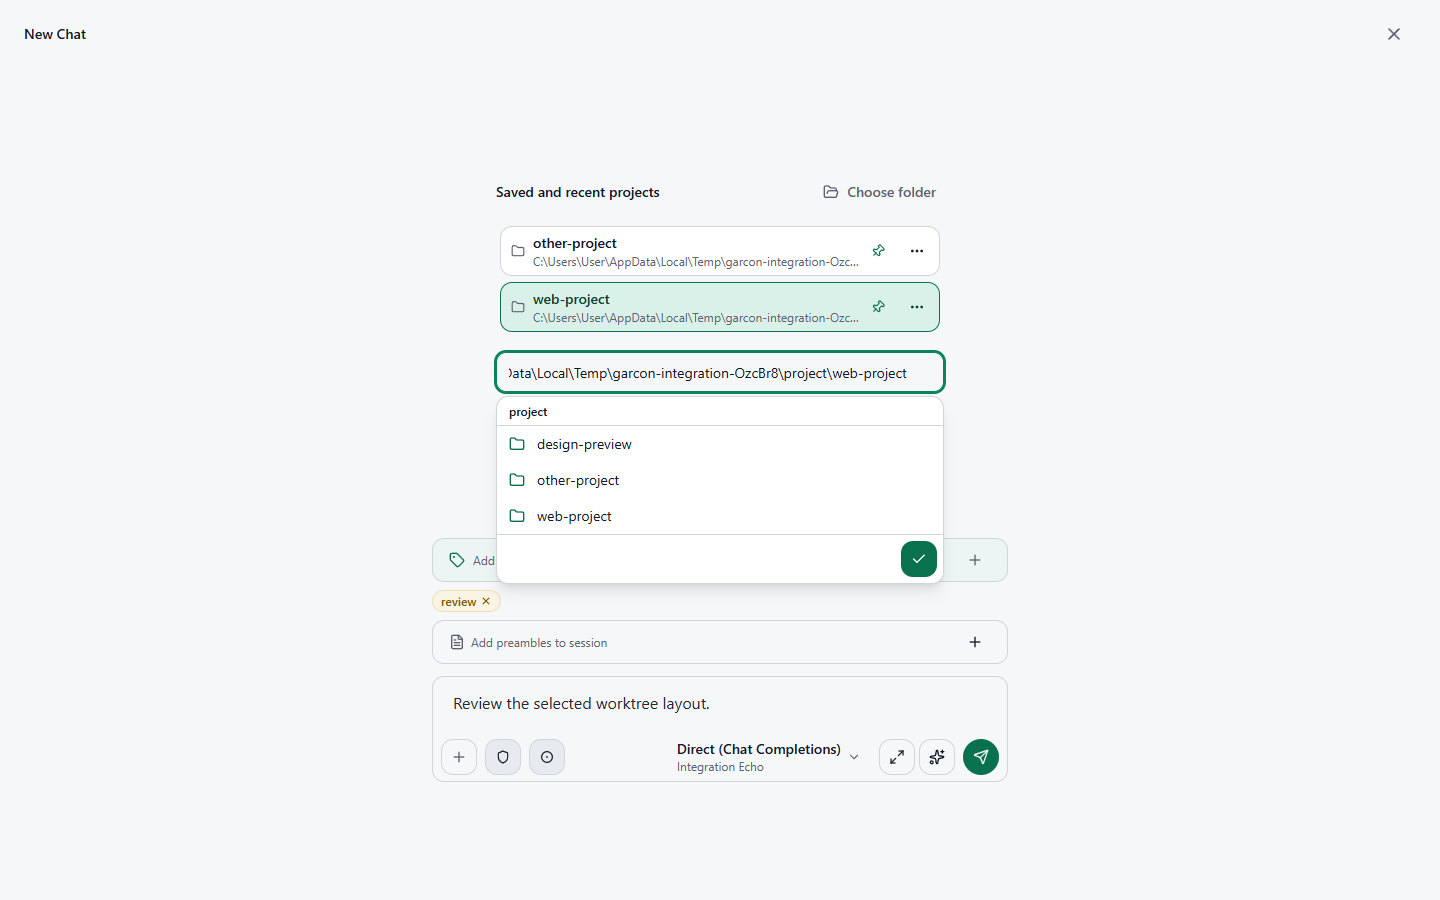 New Chat
Saved and recent projects
Choose folder
other-project
C:\Users\User\AppData\Local\Temp\garcon-integration-Ozc...
web-project
C:\Users\User\AppData\Local\Temp\garcon-integration-Ozc...
Data\Local\Temp\garcon-integration-OzcBr8\project\web-project
project
design-preview
other-project
web-project
Add
review
Add preambles to session
Review the selected worktree layout.
Direct (Chat Completions)
Integration Echo